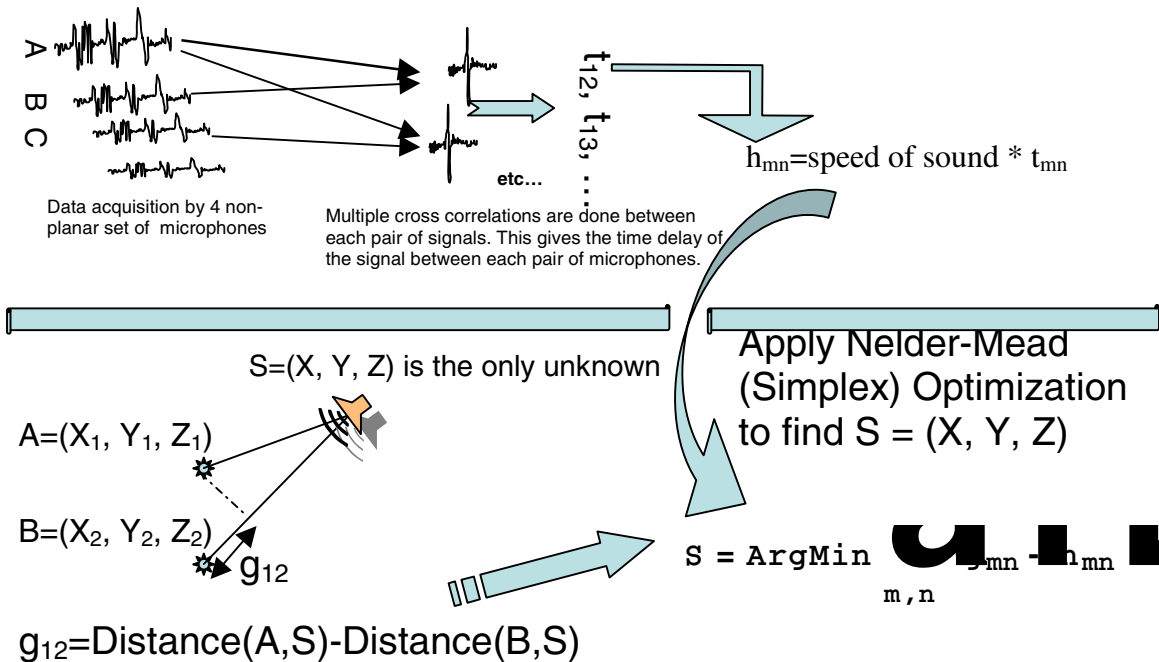 A
B
C
Data acquisition by 4 non-
planar set of microphones
etc...
Multiple cross correlations are done between
each pair of signals. This gives the time delay of
the signal between each pair of microphones.
t12, t13, . . .
hmn=speed of sound * tmn
S=(X, Y, Z) is the only unknown
A=(X1, Y1, Z1)
B=(X2, Y2, Z2)
g12
g12=Distance(A,S)-Distance(B,S)
Apply Nelder-Mead
(Simplex) Optimization
to find S = (X, Y, Z)
S = ArgMin mn - hmn
m,n